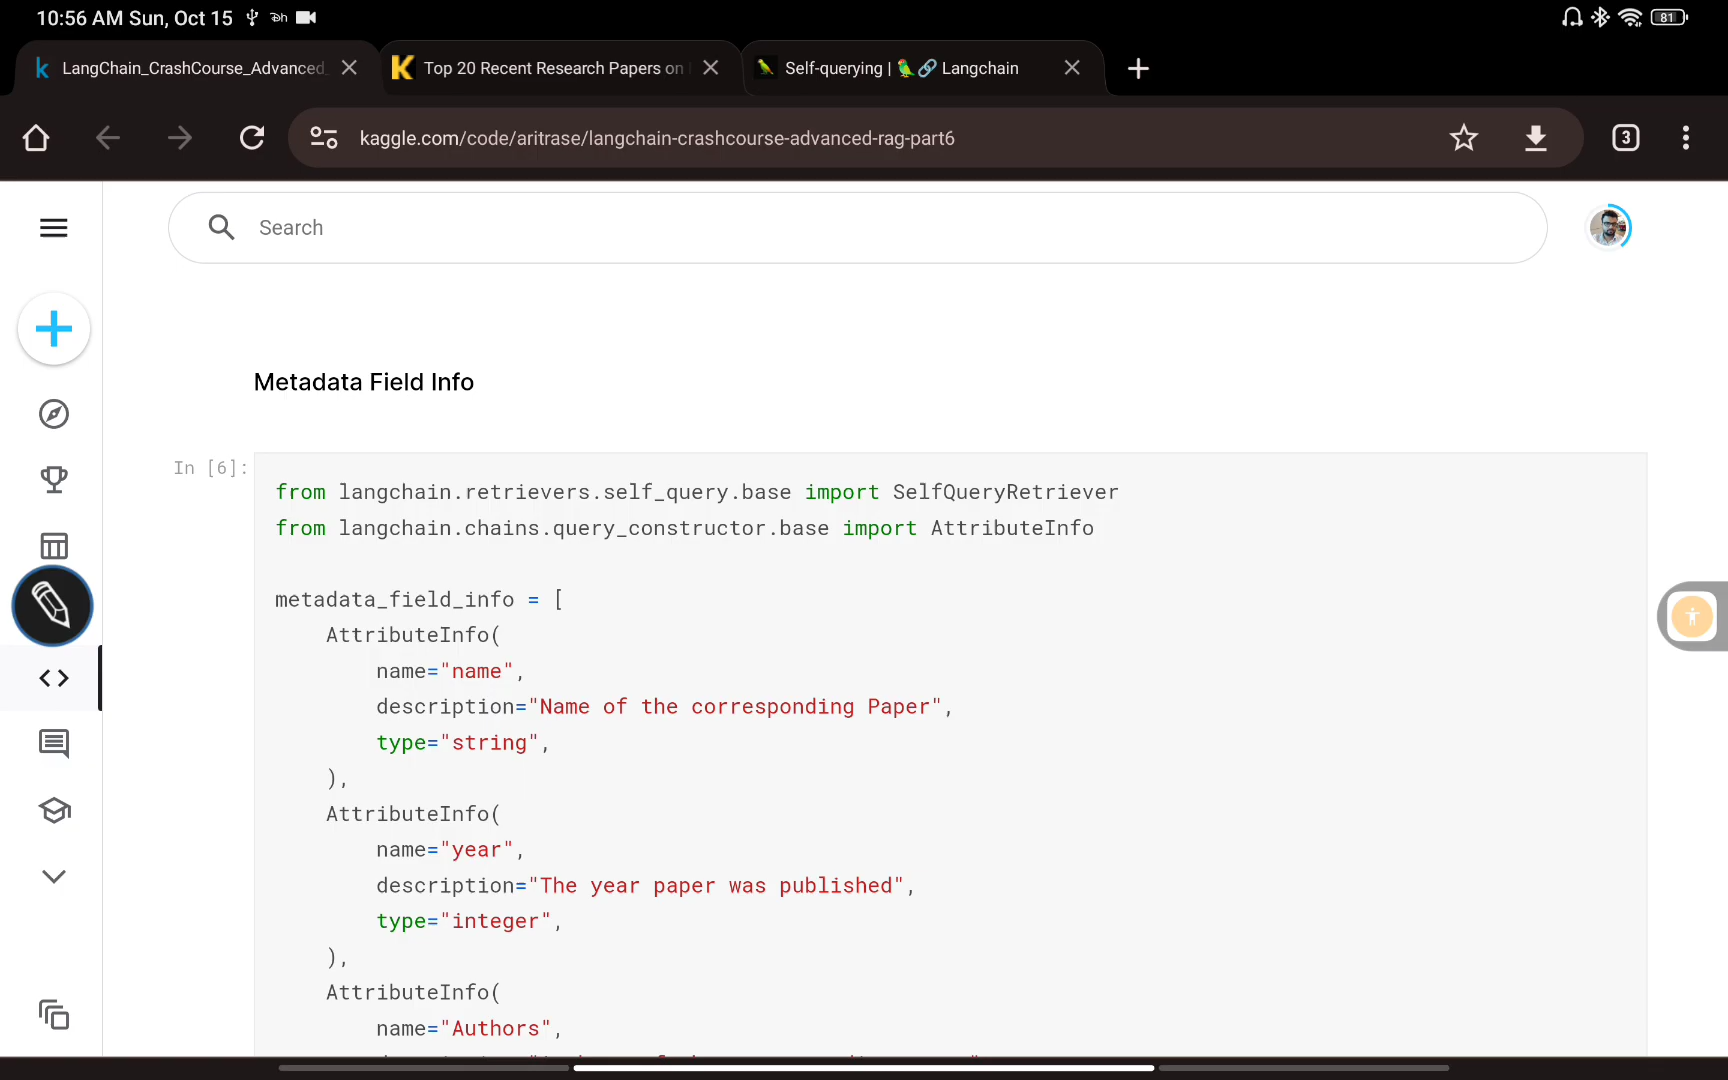 10:56 AM Sun, Oct 15
81
LangChain_CrashCourse_Advanced_
Top 20 Recent Research Papers on
Self-querying | 🦜🔗 Langchain
kaggle.com/code/aritrase/langchain-crashcourse-advanced-rag-part6
3
Search
Metadata Field Info
In [6]:
from langchain.retrievers.self_query.base import SelfQueryRetriever
from langchain.chains.query_constructor.base import AttributeInfo
metadata_field_info = [
AttributeInfo(
name="name",
description="Name of the corresponding Paper",
type="string",
),
AttributeInfo(
name="year",
description="The year paper was published",
type="integer",
),
AttributeInfo(
name="Authors",